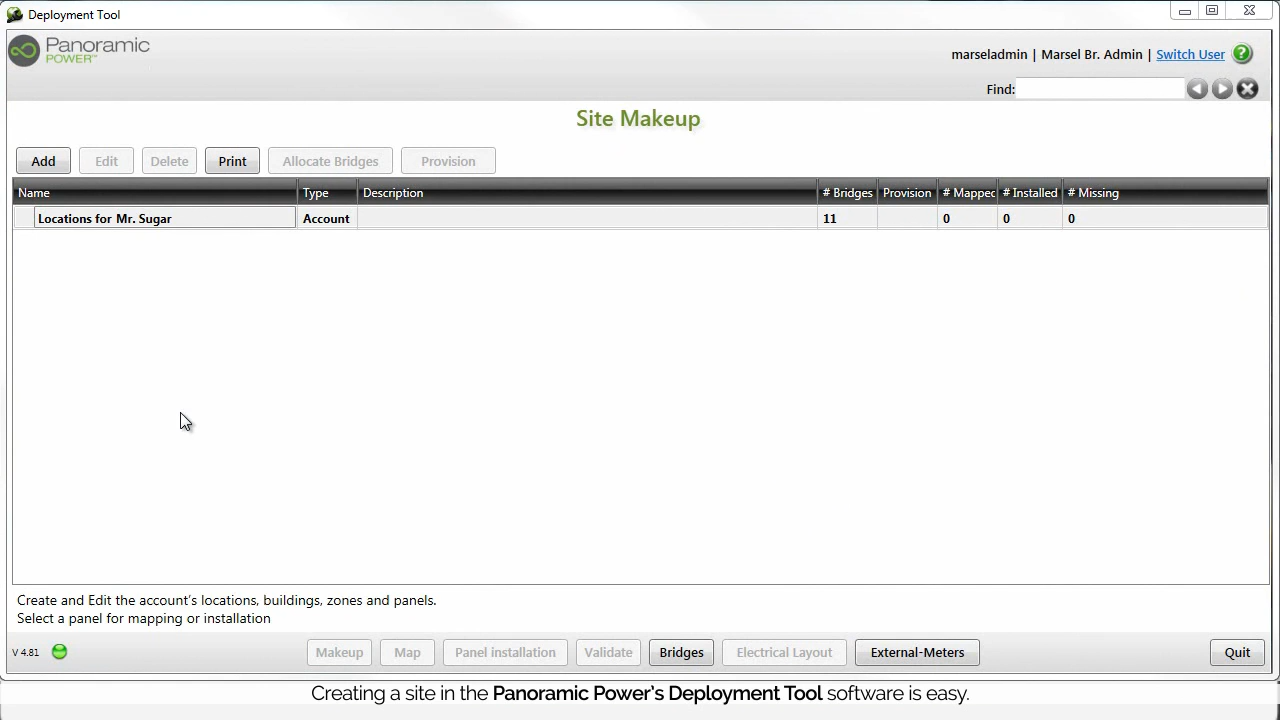 Deployment Tool
Panoramic
POWER™
marseladmin | Marsel Br. Admin | Switch User
Find:
Site Makeup
Add Edit Delete Print Allocate Bridges Provision
Name Type Description # Bridges Provision # Mapped # Installed # Missing
Locations for Mr. Sugar Account 11 0 0 0
Create and Edit the account's locations, buildings, zones and panels.
Select a panel for mapping or installation
V 4.81 Makeup Map Panel installation Validate Bridges Electrical Layout External-Meters Quit
Creating a site in the Panoramic Power's Deployment Tool software is easy.